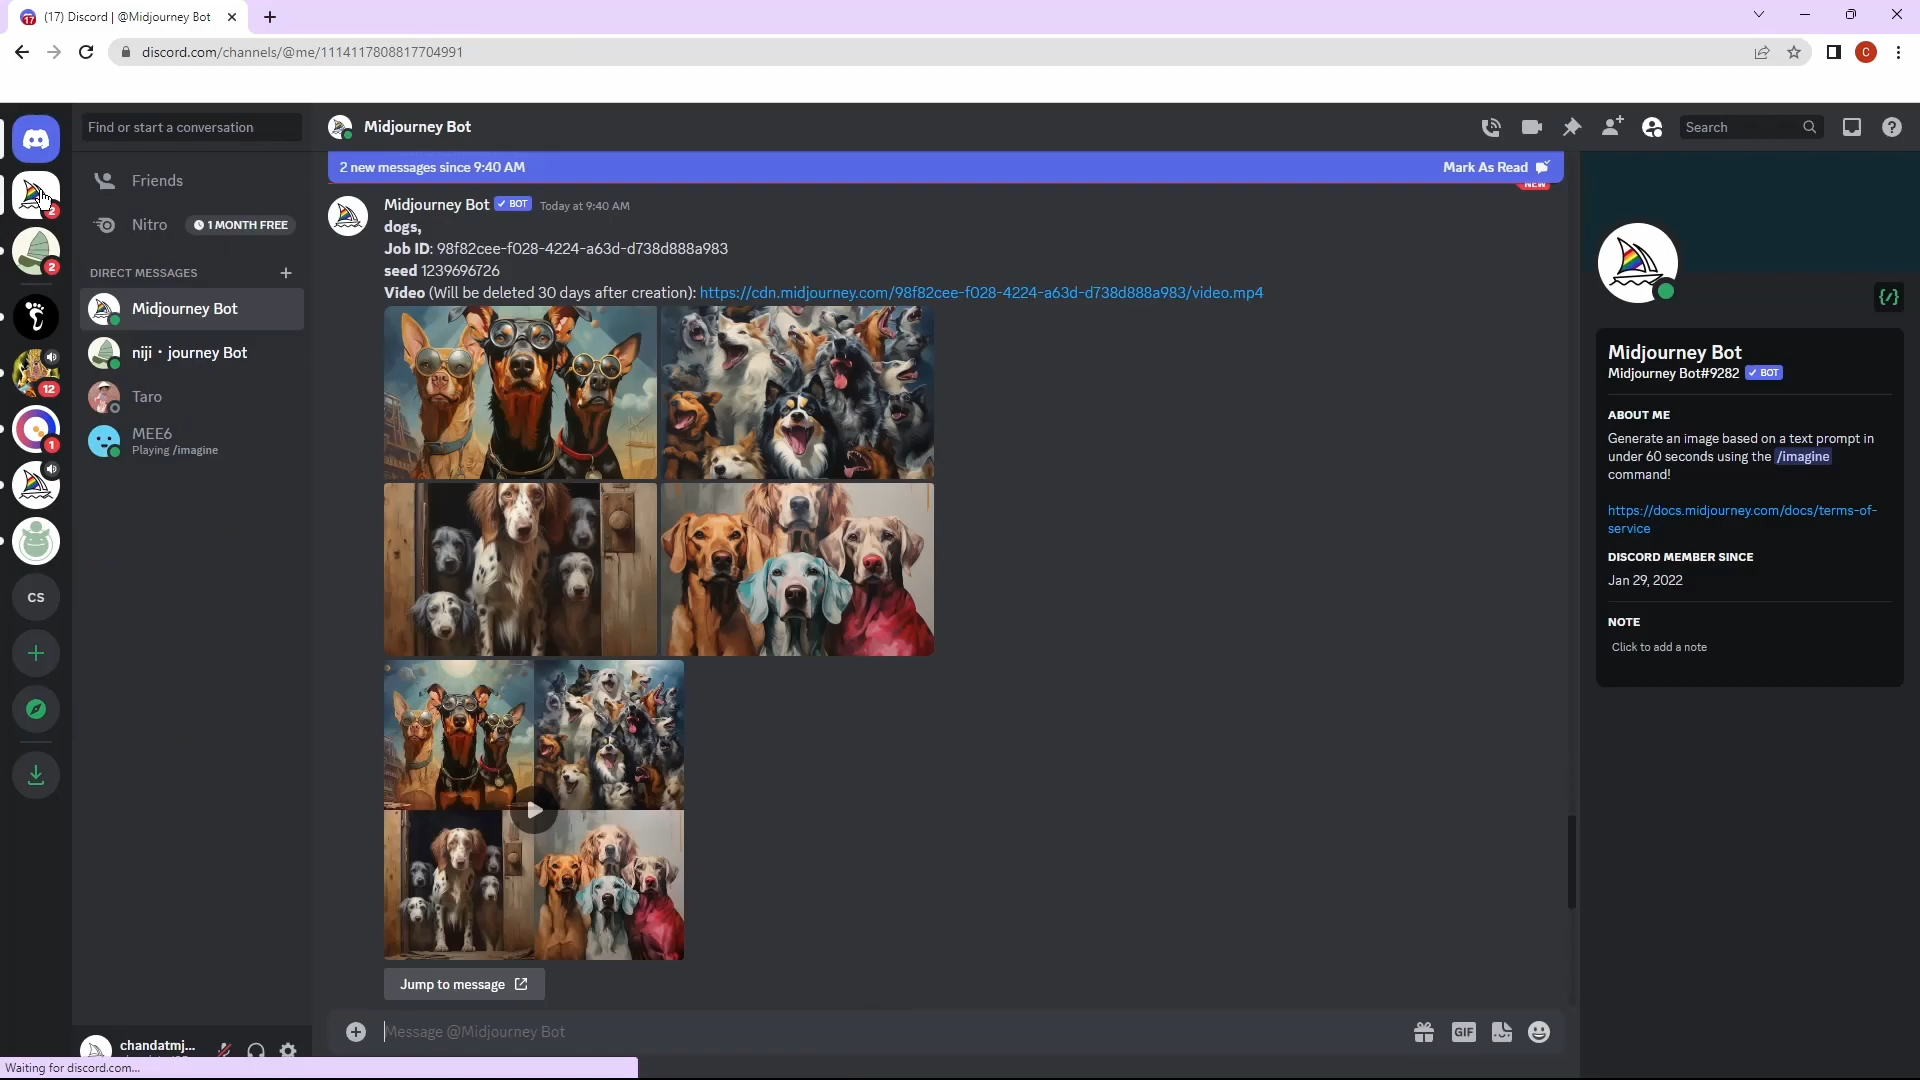 (17) Discord | @Midjourney Bot
discord.com/channels/@me/1114117808817704991
C
Find or start a conversation
Midjourney Bot
Search
2 new messages since 9:40 AM
Mark As Read
NEW
Friends
Nitro
1 MONTH FREE
DIRECT MESSAGES
Midjourney Bot
niji・journey Bot
Taro
MEE6
Playing /imagine
2
2
12
1
CS
Midjourney Bot BOT Today at 9:40 AM
dogs,
Job ID: 98f82cee-f028-4224-a63d-d738d888a983
seed 1239696726
Video (Will be deleted 30 days after creation): https://cdn.midjourney.com/98f82cee-f028-4224-a63d-d738d888a983/video.mp4
Jump to message
Message @Midjourney Bot
GIF
Midjourney Bot
Midjourney Bot#9282 BOT
ABOUT ME
Generate an image based on a text prompt in
under 60 seconds using the /imagine
command!
https://docs.midjourney.com/docs/terms-of-
service
DISCORD MEMBER SINCE
Jan 29, 2022
NOTE
Click to add a note
chandatmj...
Waiting for discord.com...